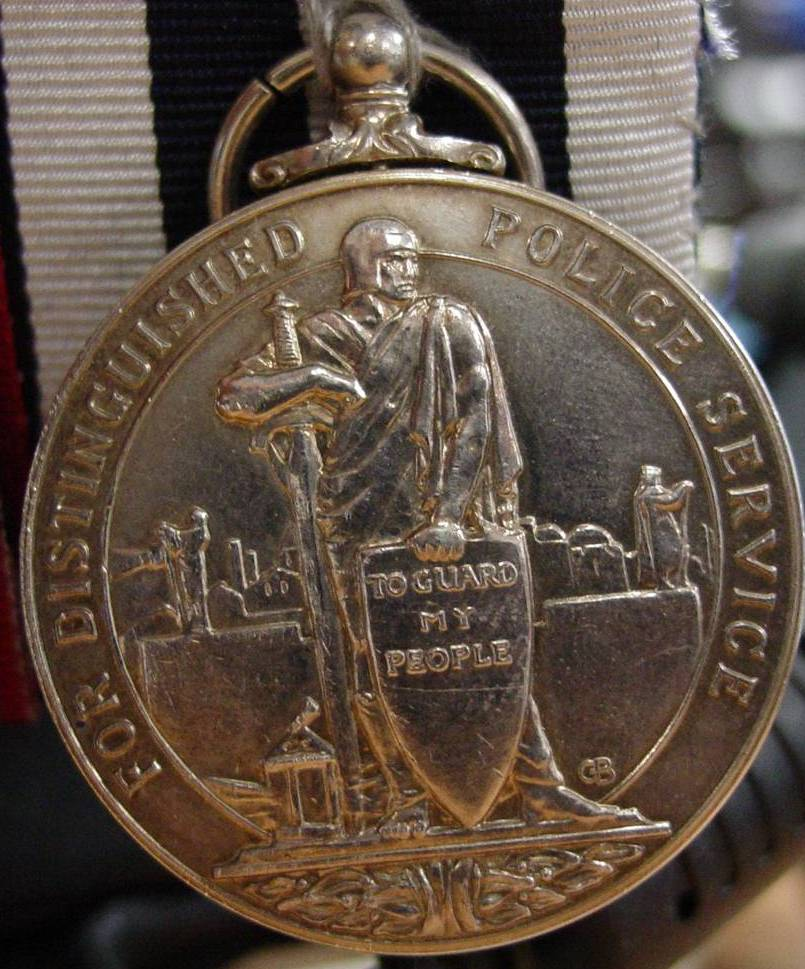 FOR DISTINGUISHED POLICE SERVICE
TO GUARD
MY
PEOPLE
GB